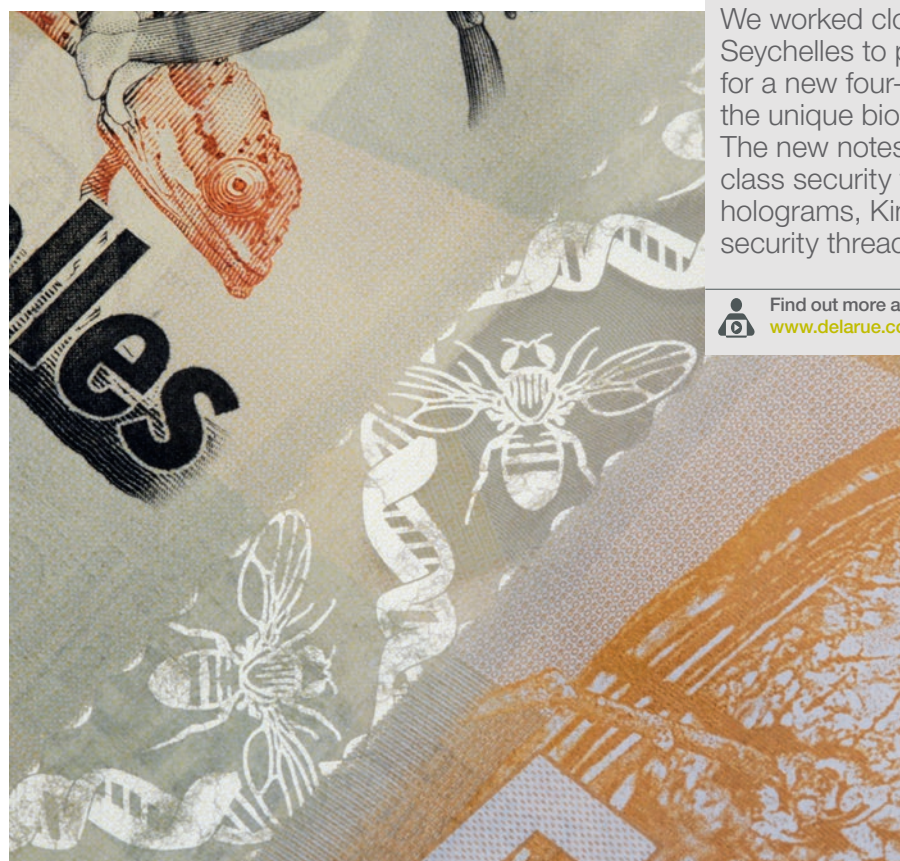 We worked clo
Seychelles to p
for a new four-
the unique bio
The new notes
class security
holograms, Kin
security thread
Find out more a
www.delarue.co
lles